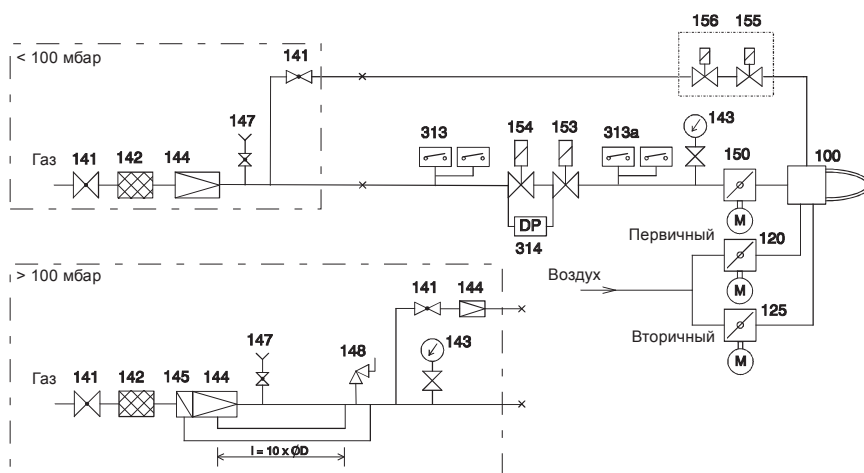 156 155
< 100 мбар
141
147
143
Газ
141 142 144
313
154 153
313a
150
100
M
DP
314
Первичный
120
M
Воздух
125
Вторичный
M
> 100 мбар
141 144
147
148
143
Газ
141 142 145 144
l = 10 x ØD